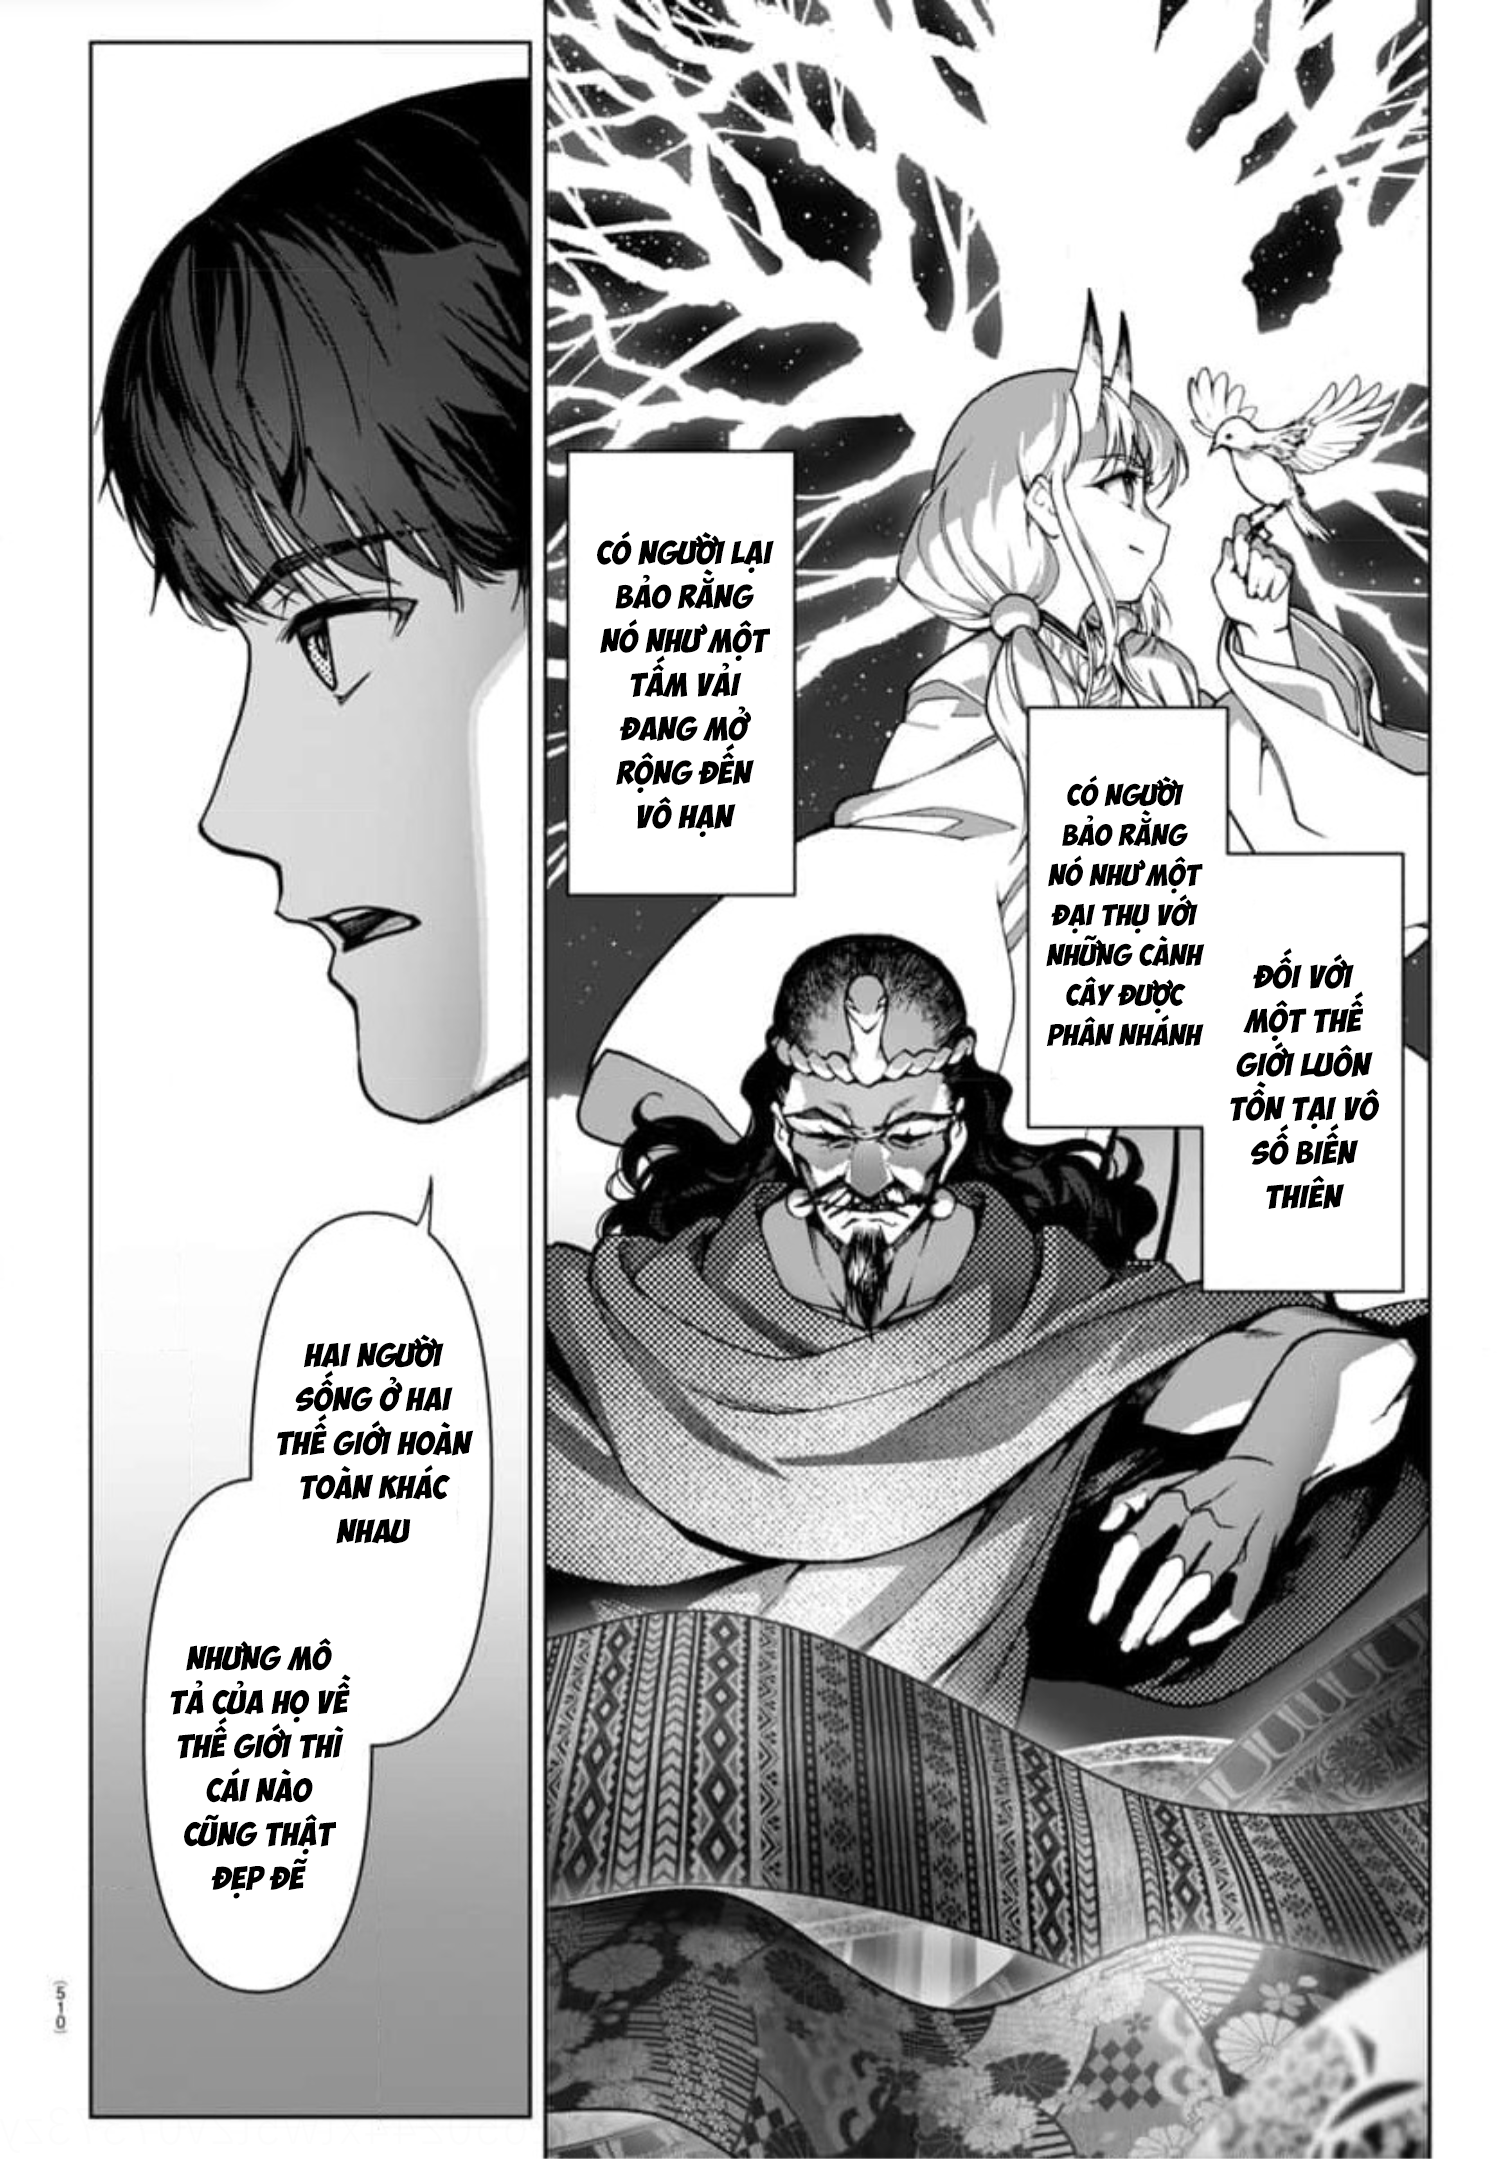 ĐỐI VỚI
MỘT THẾ
GIỚI LUÔN
TỒN TẠI VÔ
SỐ BIẾN
THIÊN
CÓ NGƯỜI
BẢO RẰNG
NÓ NHƯ MỘT
ĐẠI THỤ VỚI
NHỮNG CÀNH
CÂY ĐƯỢC
PHÂN NHÁNH
CÓ NGƯỜI LẠI
BẢO RẰNG
NÓ NHƯ MỘT
TẤM VẢI
ĐANG MỞ
RỘNG ĐẾN
VÔ HẠN
HAI NGƯỜI
SỐNG Ở HAI
THẾ GIỚI HOÀN
TOÀN KHÁC
NHAU
NHƯNG MÔ
TẢ CỦA HỌ VỀ
THẾ GIỚI THÌ
CÁI NÀO
CŨNG THẬT
ĐẸP ĐẼ
(510)